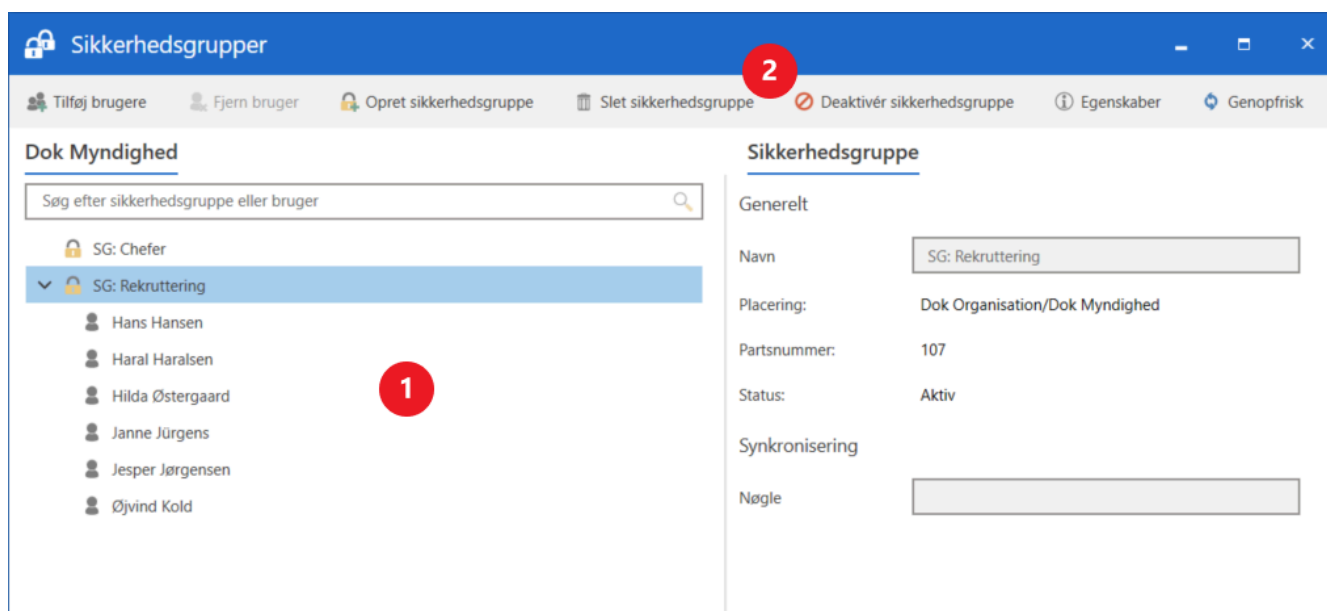 Sikkerhedsgrupper
2
Tilføj brugere Fjern bruger Opret sikkerhedsgruppe Slet sikkerhedsgruppe Deaktivér sikkerhedsgruppe Egenskaber Genopfrisk
Dok Myndighed
Søg efter sikkerhedsgruppe eller bruger
SG: Chefer
SG: Rekruttering
Hans Hansen
Haral Haralsen
Hilda Østergaard
Janne Jürgens
Jesper Jørgensen
Øjvind Kold
1
Sikkerhedsgruppe
Generelt
Navn SG: Rekruttering
Placering: Dok Organisation/Dok Myndighed
Partsnummer: 107
Status: Aktiv
Synkronisering
Nøgle